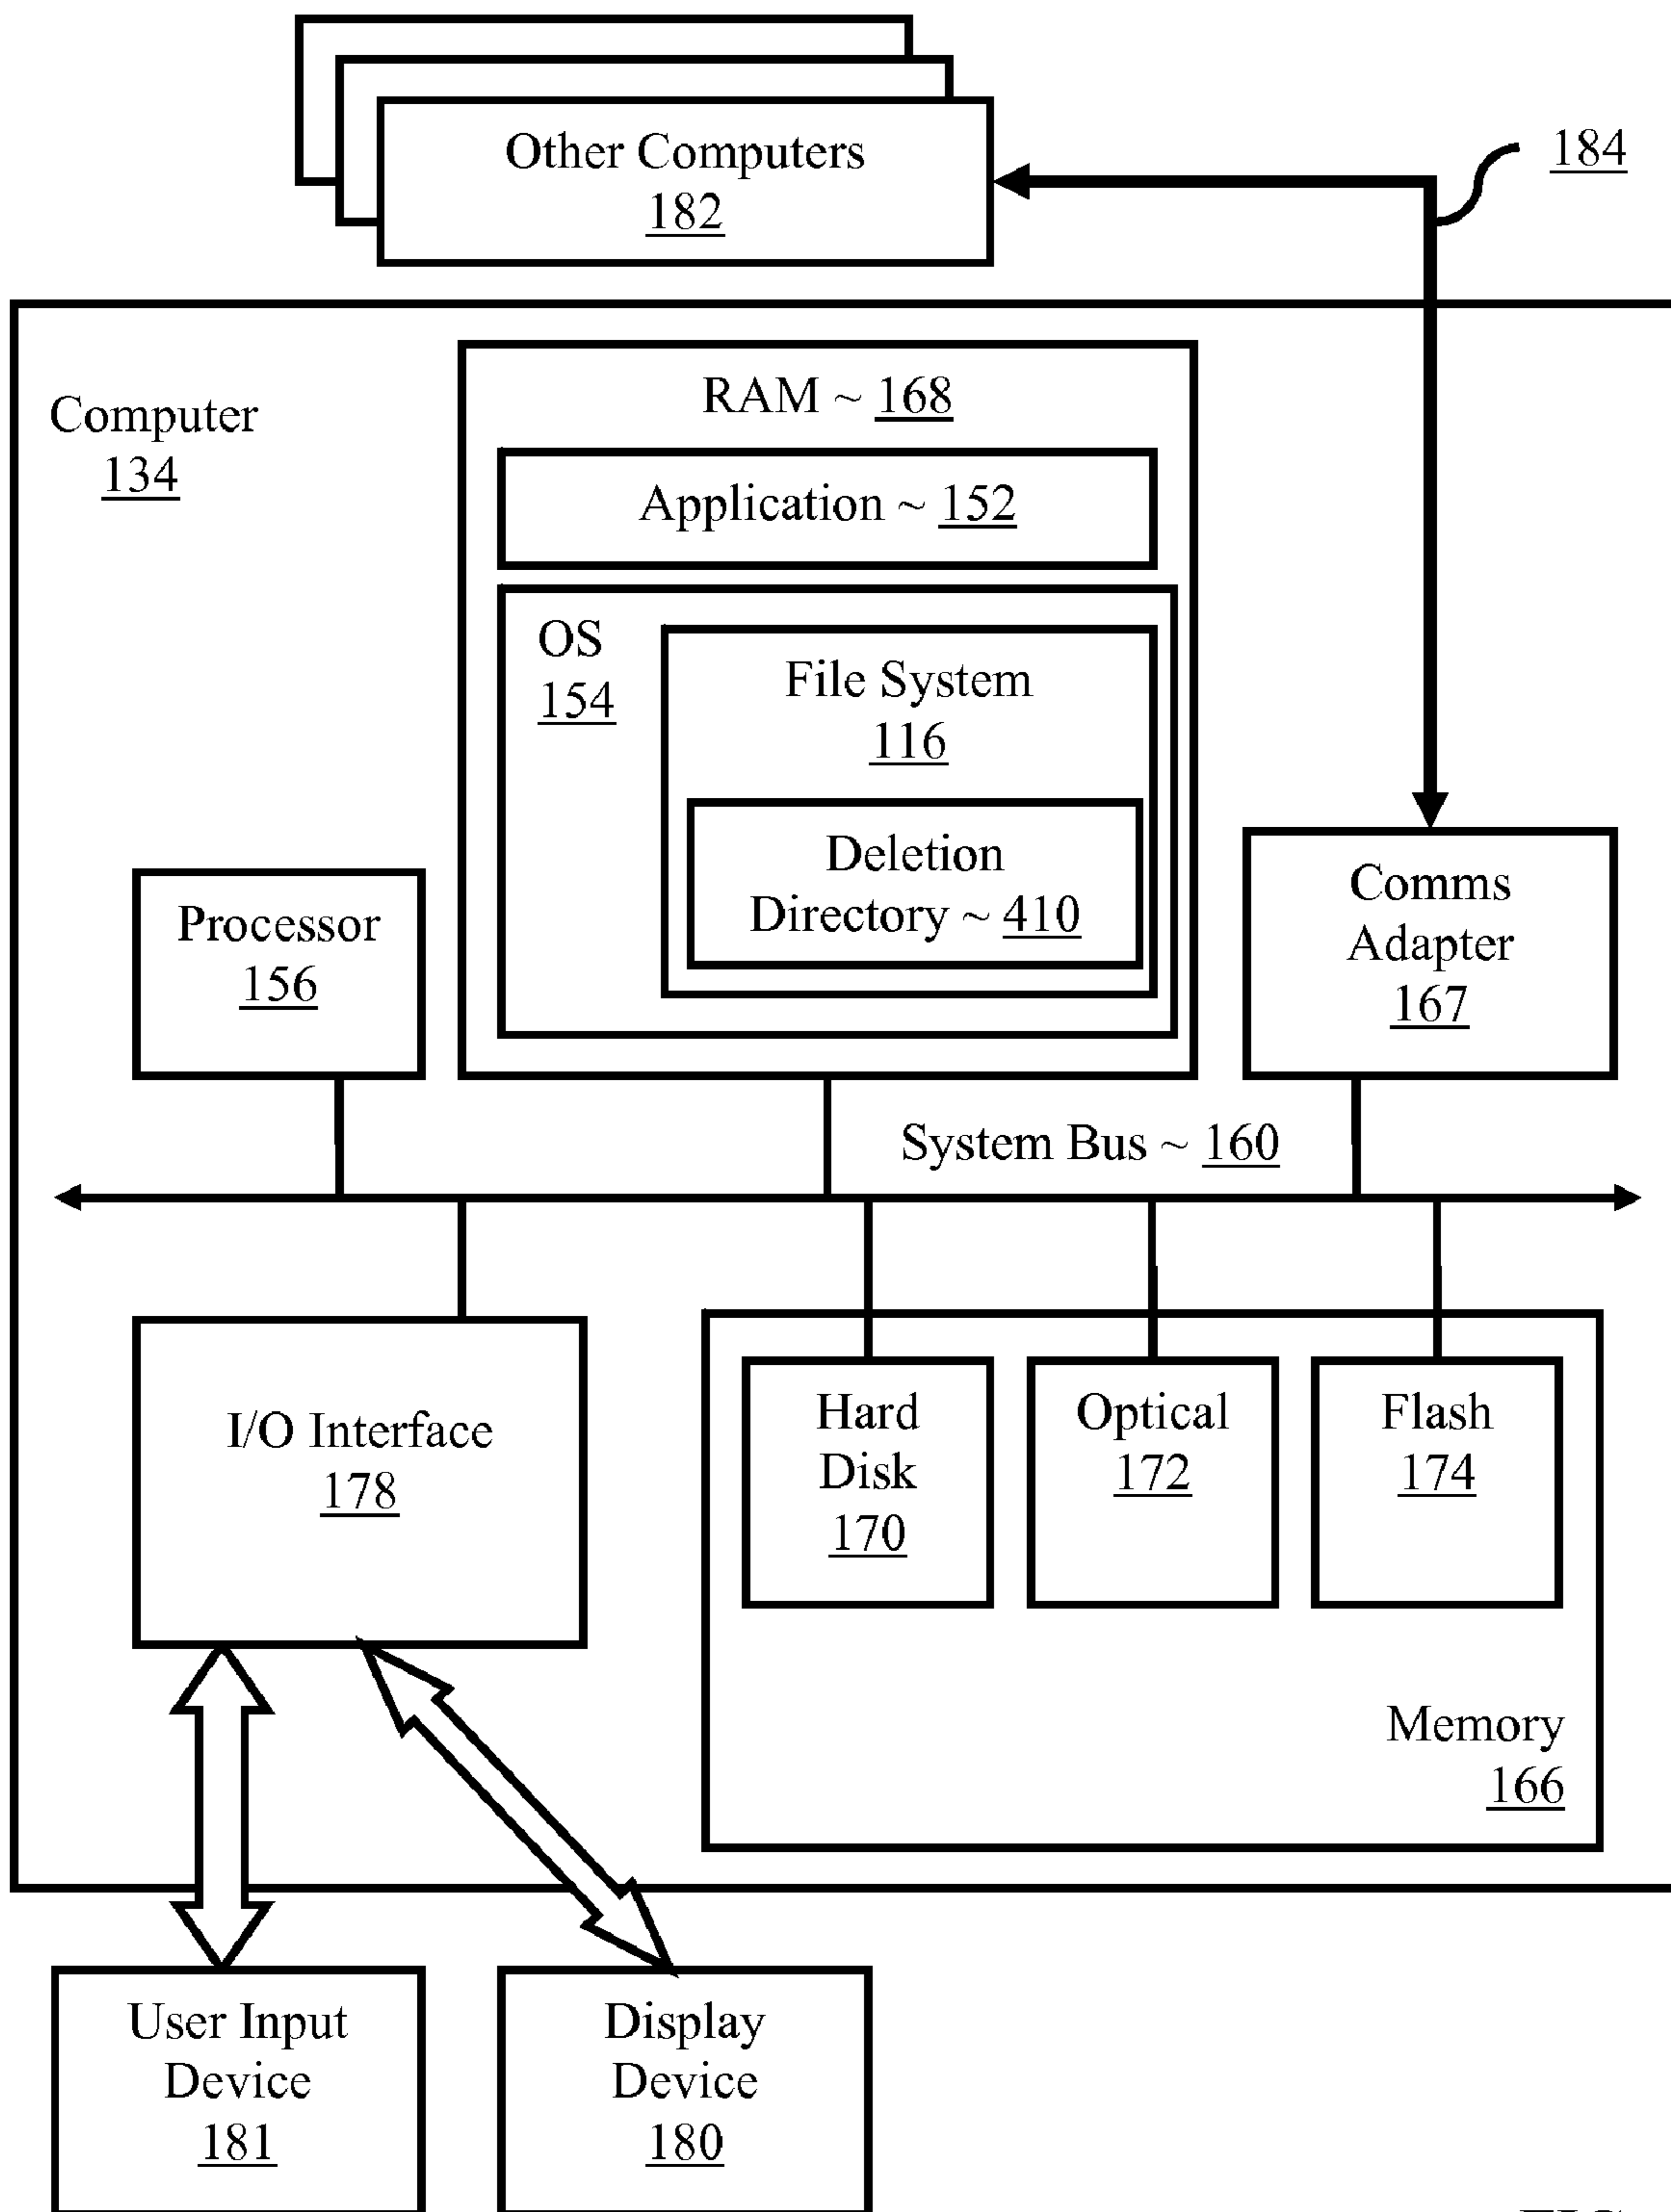 Other Computers
182
184
Computer
134
RAM ~ 168
Application ~ 152
OS
154
File System
116
Deletion
Directory ~ 410
Processor
156
Comms
Adapter
167
System Bus ~ 160
I/O Interface
178
Hard
Disk
170
Optical
172
Flash
174
Memory
166
User Input
Device
181
Display
Device
180